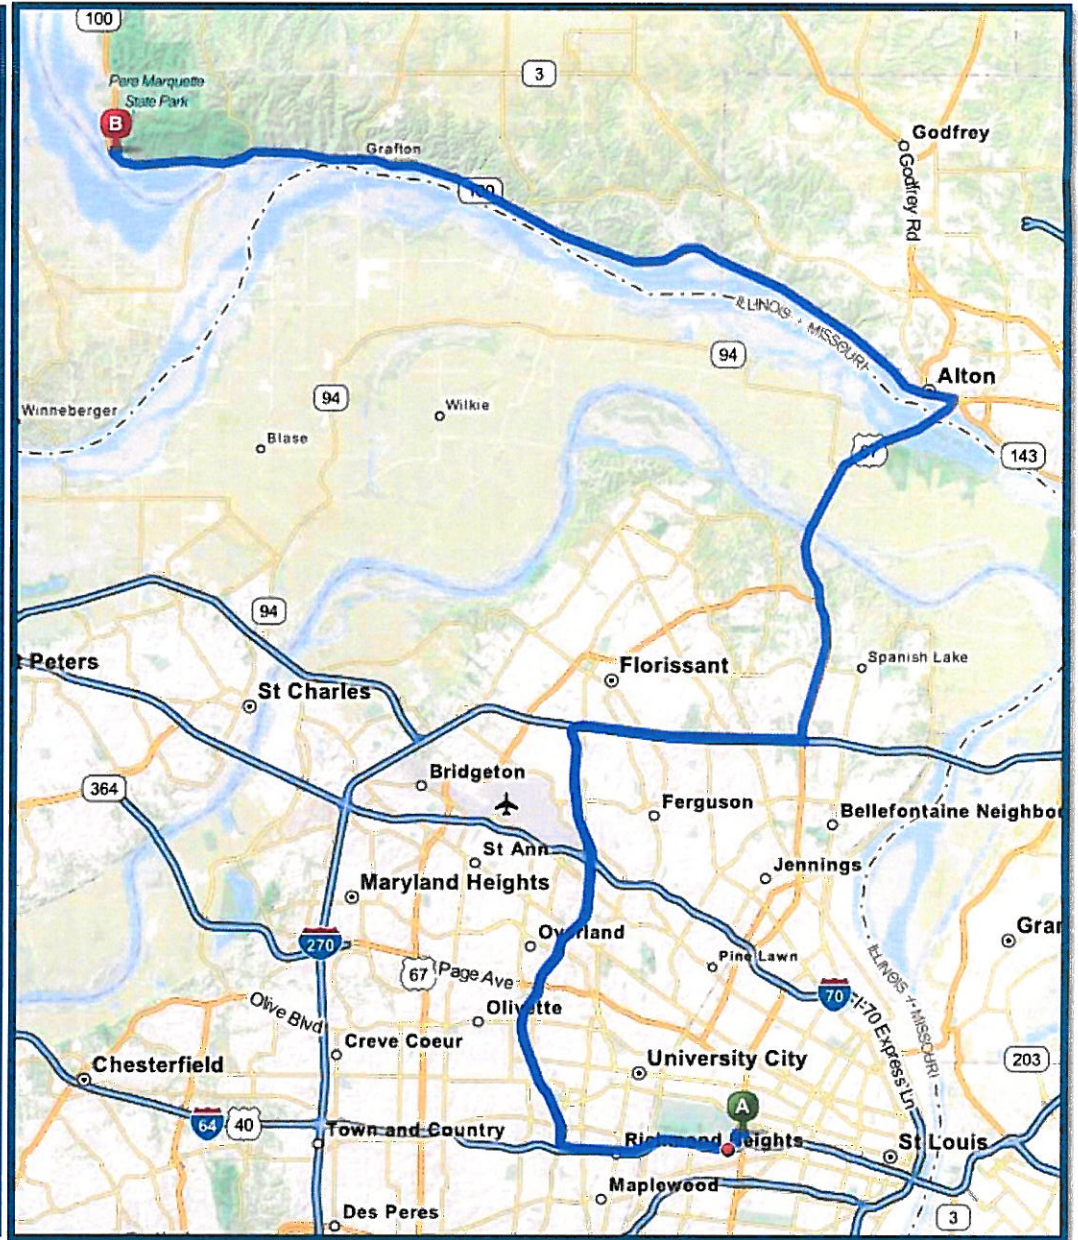 100
3
Pere Marquette
State Park
B
Godfrey
Grafton
Godfrey Rd
100
ILLINOIS
MISSOURI
94
Alton
94
Wilkie
Winneberger
Blase
67
143
94
Peters
Florissant
Spanish Lake
St Charles
Bridgeton
364
Ferguson
Bellefontaine Neighbor
St Ann
Jennings
Maryland Heights
Gran
Overland
270
Pine Lawn
67
Page Ave
ILLINOIS
MISSOURI
70
Olive Blvd
Olivette
I-70 Express Ln
Creve Coeur
University City
203
Chesterfield
A
64
40
Town and Country
Richmond Heights
St Louis
Maplewood
Des Peres
3